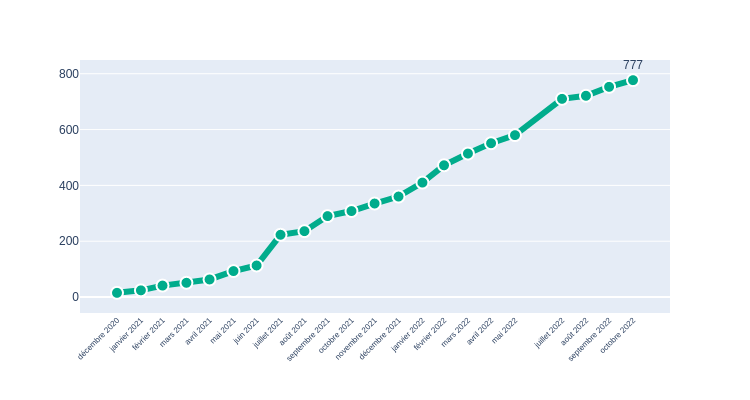 777
800
600
400
200
0
décembre 2020
janvier 2021
février 2021
mars 2021
avril 2021
mai 2021
juin 2021
juillet 2021
août 2021
septembre 2021
octobre 2021
novembre 2021
décembre 2021
janvier 2022
février 2022
mars 2022
avril 2022
mai 2022
juillet 2022
août 2022
septembre 2022
octobre 2022